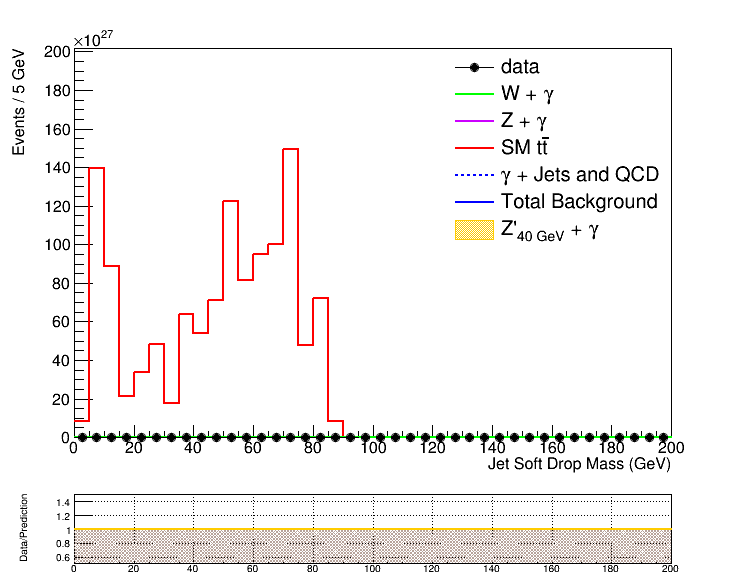 ×10^27
Events / 5 GeV
200
180
160
140
120
100
80
60
40
20
0
data
W + γ
Z + γ
SM tt̄
γ + Jets and QCD
Total Background
Z'40 GeV + γ
0 20 40 60 80 100 120 140 160 180 200
Jet Soft Drop Mass (GeV)
Data/Prediction
1.4
1.2
1
0.8
0.6
0 20 40 60 80 100 120 140 160 180 200